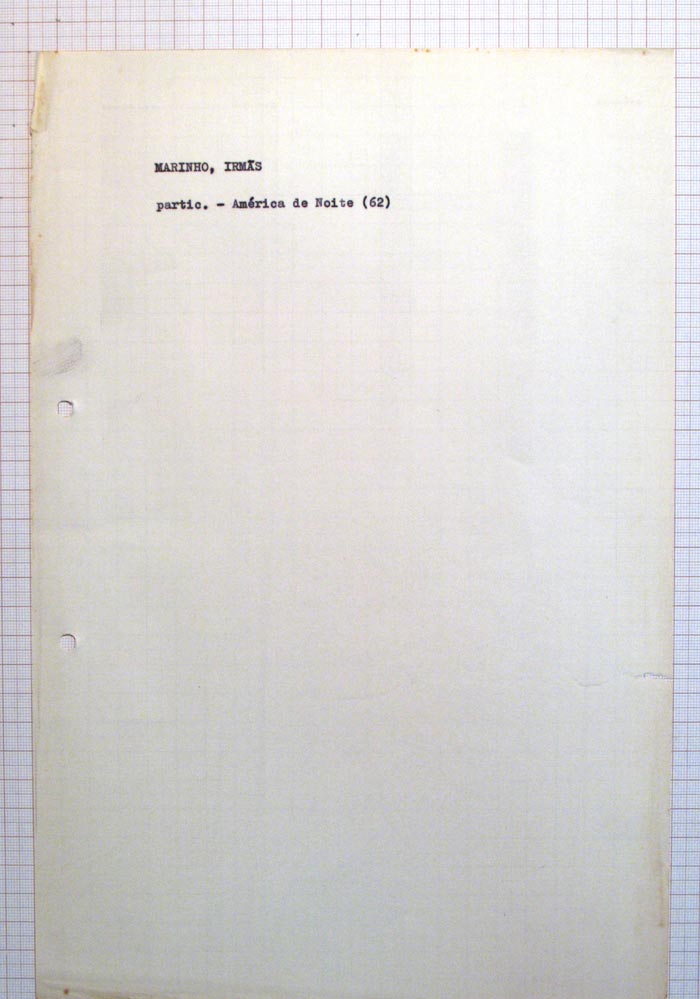 MARINHO, IRMÃS
partic. - América de Noite (62)